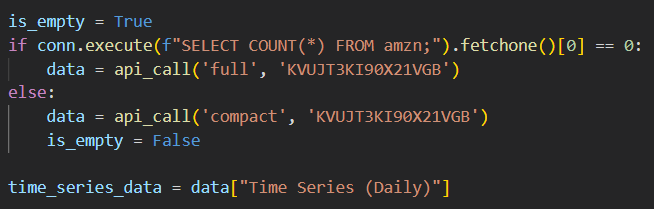 is_empty = True
if conn.execute(f"SELECT COUNT(*) FROM amzn;").fetchone()[0] == 0:
    data = api_call('full', 'KVUJT3KI90X21VGB')
else:
    data = api_call('compact', 'KVUJT3KI90X21VGB')
    is_empty = False

time_series_data = data["Time Series (Daily)"]